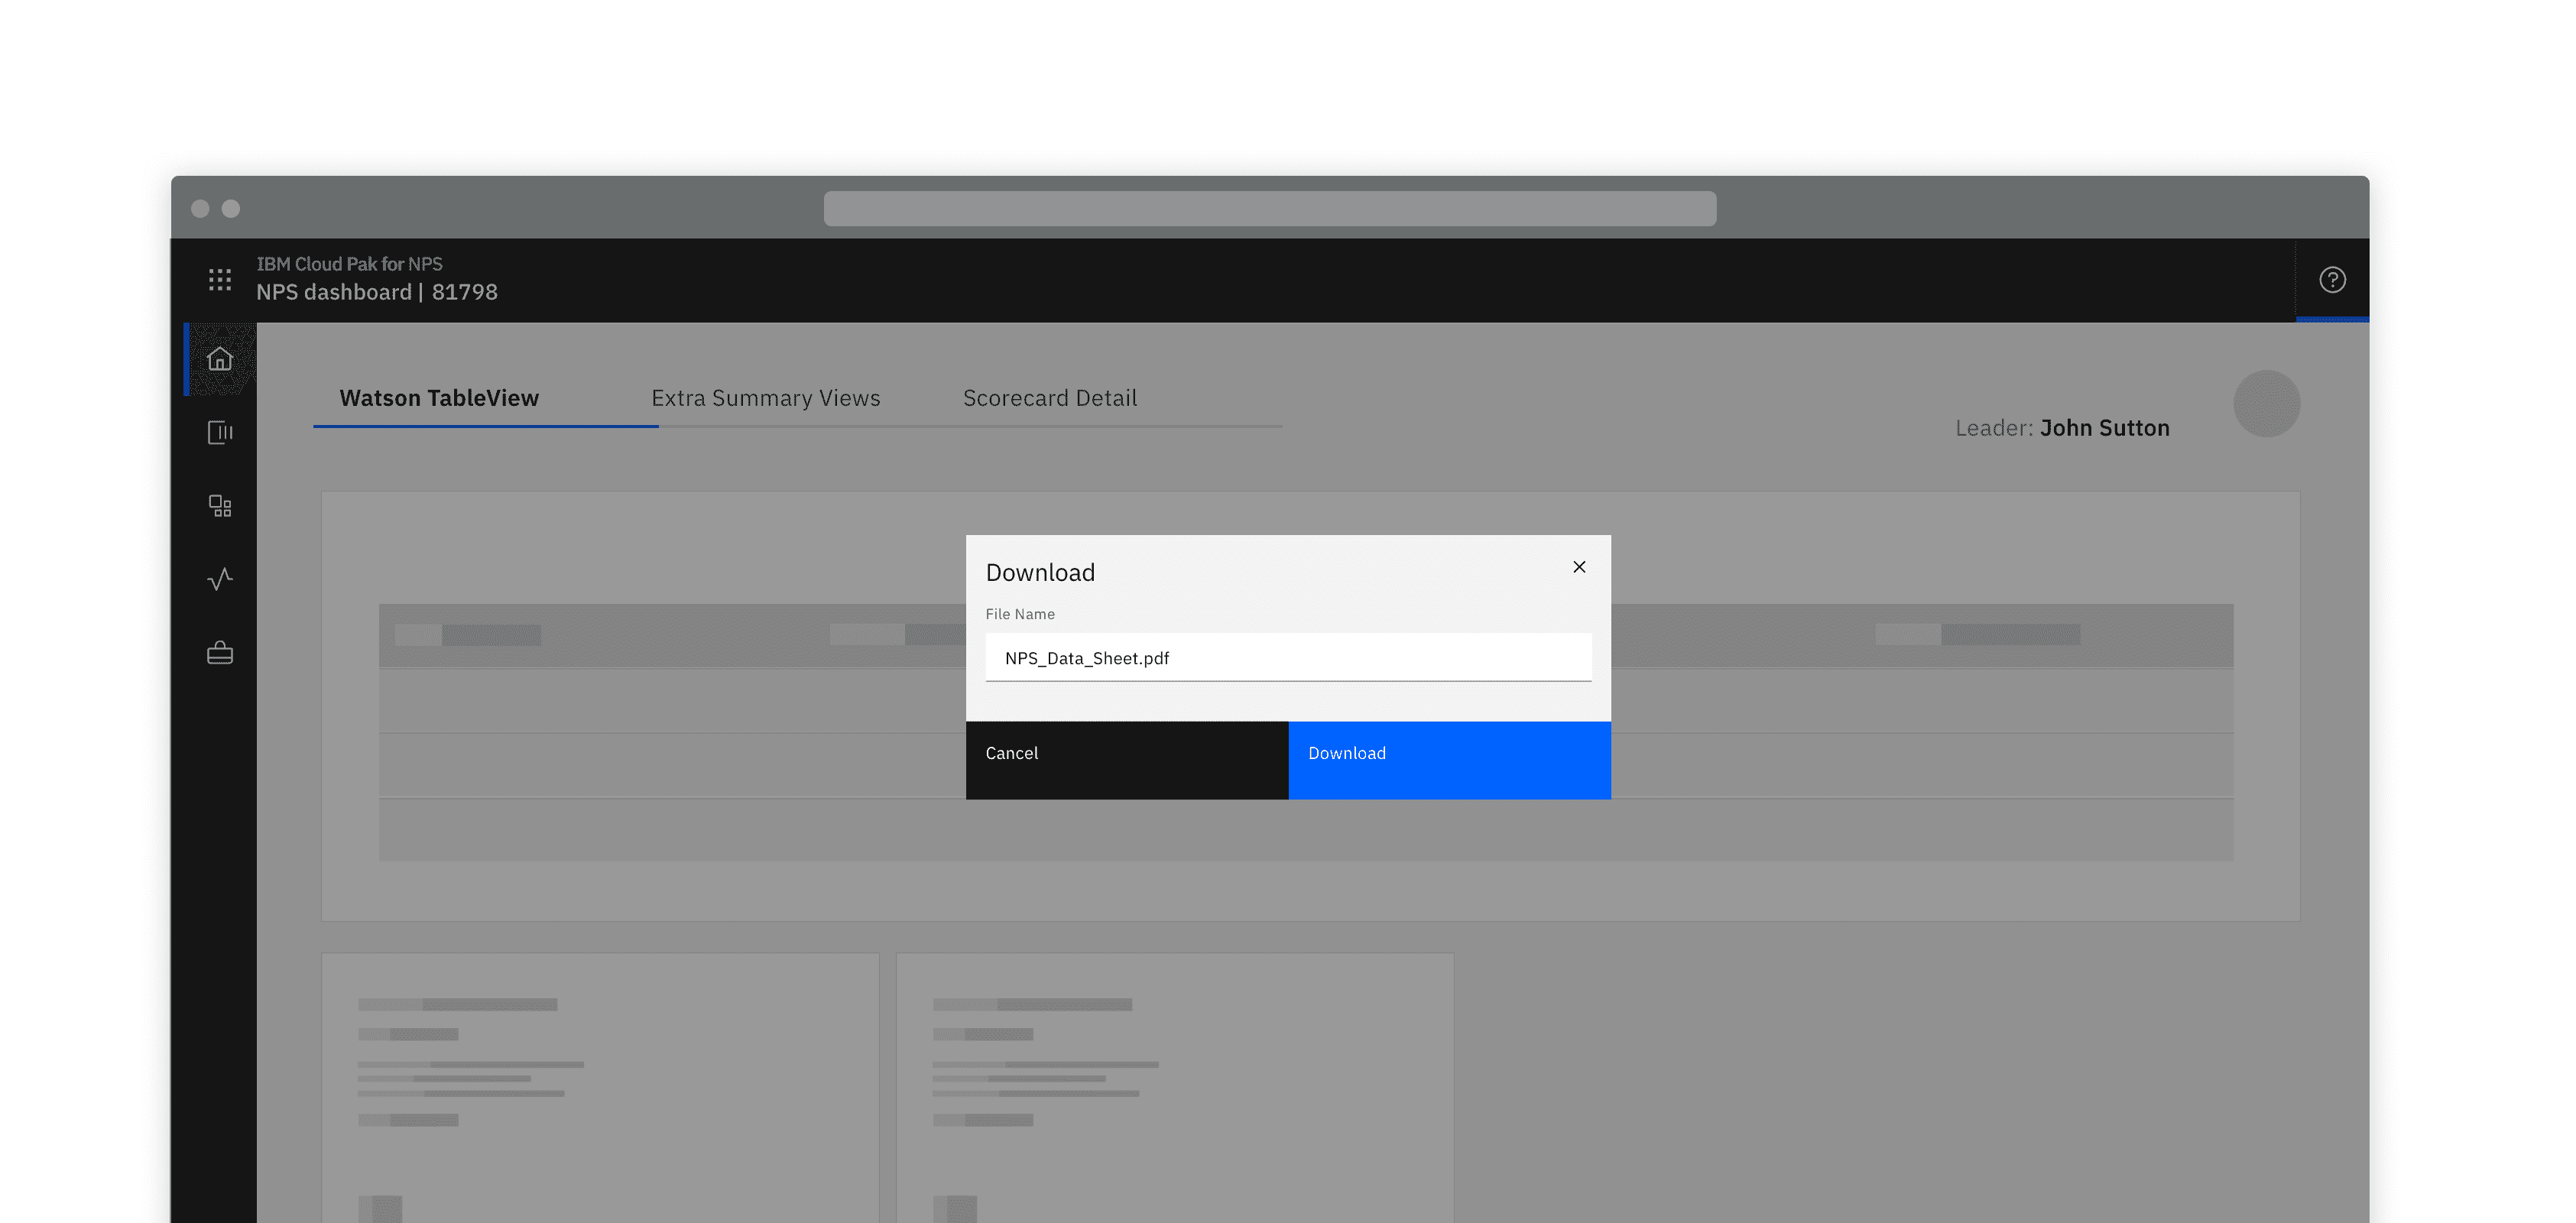 IBM Cloud Pak for NPS
NPS dashboard | 81798
Watson TableView
Extra Summary Views
Scorecard Detail
Leader: John Sutton
Download
File Name
NPS_Data_Sheet.pdf
Cancel
Download